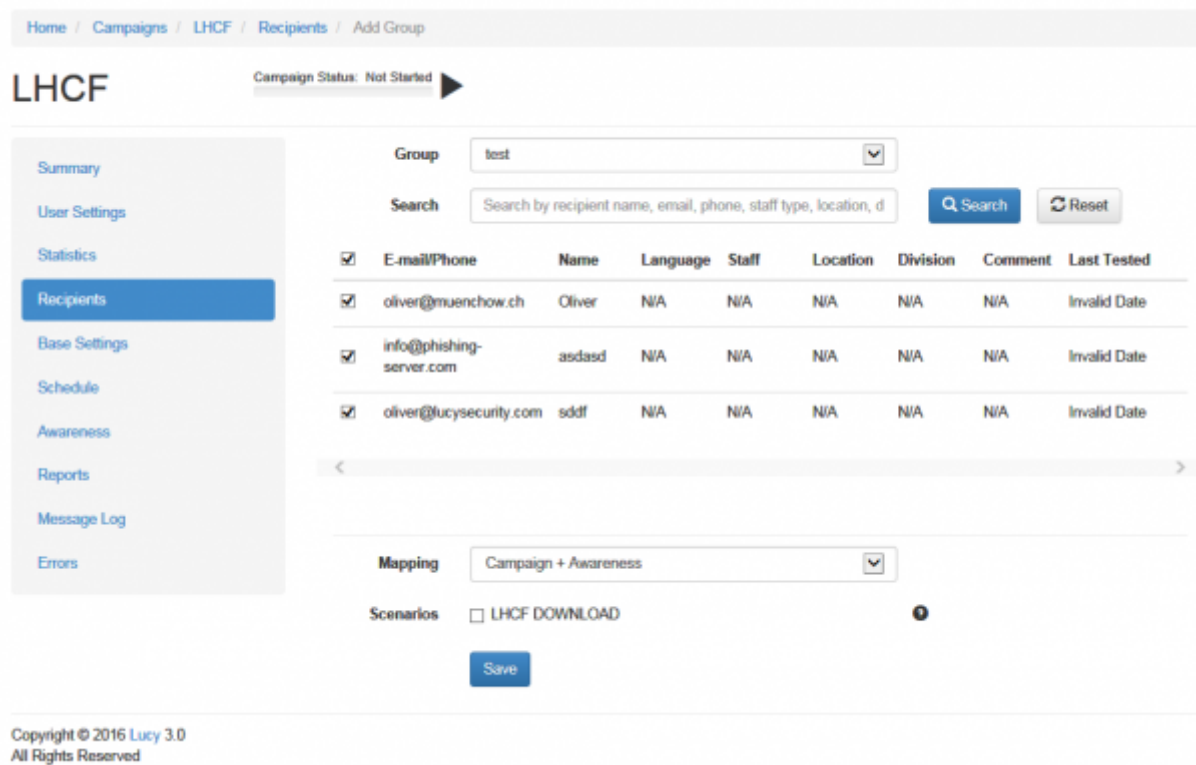 Home / Campaigns / LHCF / Recipients / Add Group
LHCF
Campaign Status: Not Started
Summary
User Settings
Statistics
Recipients
Base Settings
Schedule
Awareness
Reports
Message Log
Errors
Group test
Search Search by recipient name, email, phone, staff type, location, d Search Reset
E-mail/Phone Name Language Staff Location Division Comment Last Tested
oliver@muenchow.ch Oliver N/A N/A N/A N/A N/A Invalid Date
info@phishing-
server.com asdasd N/A N/A N/A N/A N/A Invalid Date
oliver@lucysecurity.com sddf N/A N/A N/A N/A N/A Invalid Date
Mapping Campaign + Awareness
Scenarios LHCF DOWNLOAD
Save
Copyright © 2016 Lucy 3.0
All Rights Reserved